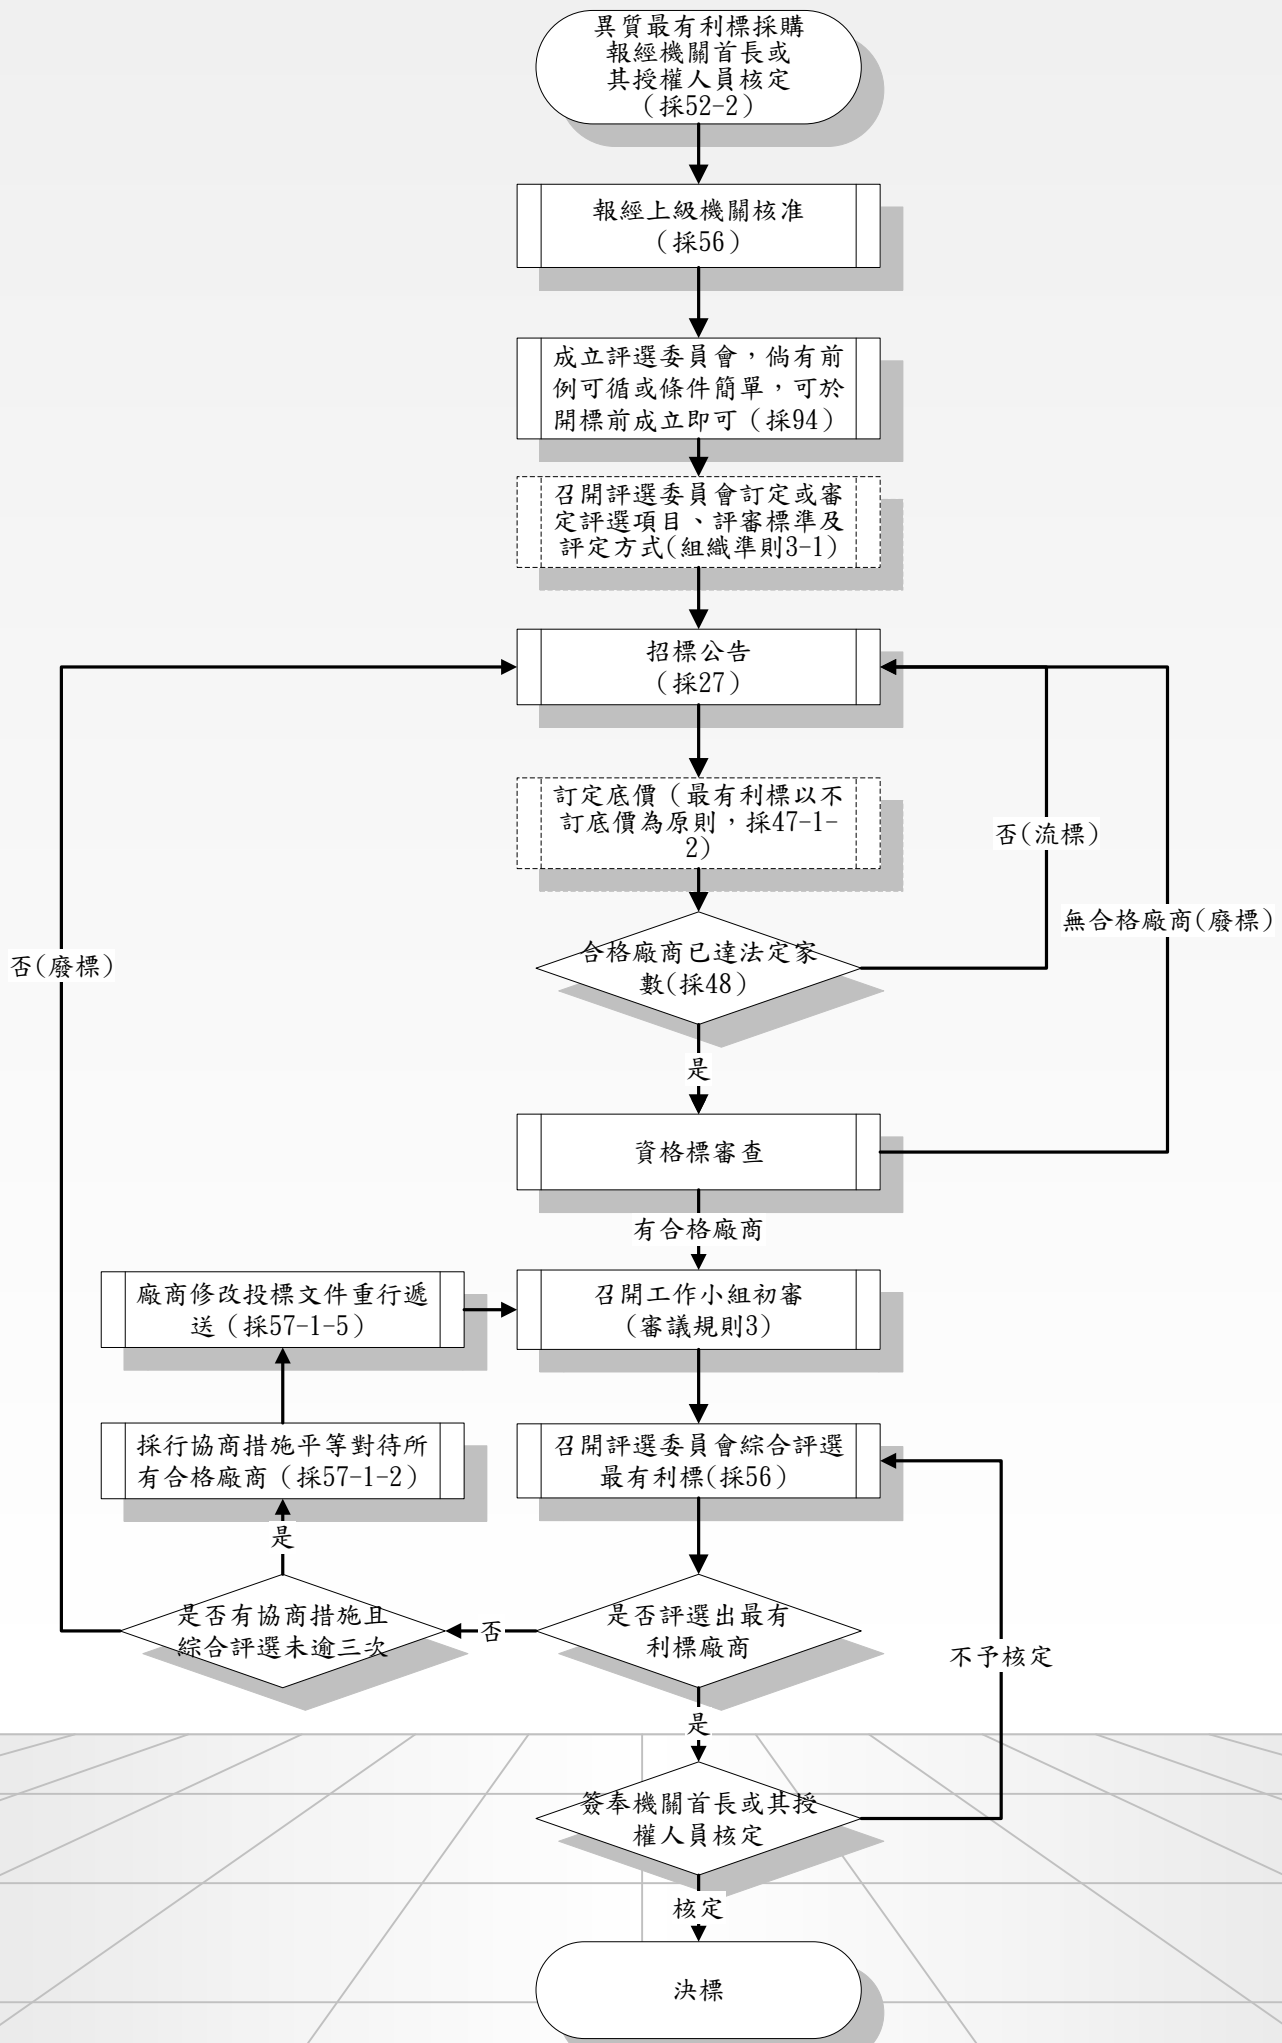 異質最有利標採購
報經機關首長或
其授權人員核定
（採52-2）
報經上級機關核准
（採56）
成立評選委員會，倘有前
例可循或條件簡單，可於
開標前成立即可（採94）
召開評選委員會訂定或審
定評選項目、評審標準及
評定方式(組織準則3-1)
招標公告
（採27）
訂定底價（最有利標以不
訂底價為原則，採47-1-
2）
否(流標)
無合格廠商(廢標)
否(廢標)
合格廠商已達法定家
數(採48)
是
資格標審查
有合格廠商
廠商修改投標文件重行遞
送（採57-1-5）
召開工作小組初審
(審議規則3)
採行協商措施平等對待所
有合格廠商（採57-1-2）
召開評選委員會綜合評選
最有利標(採56)
是
是否有協商措施且
綜合評選未逾三次
否
是否評選出最有
利標廠商
不予核定
是
簽奉機關首長或其授
權人員核定
核定
決標